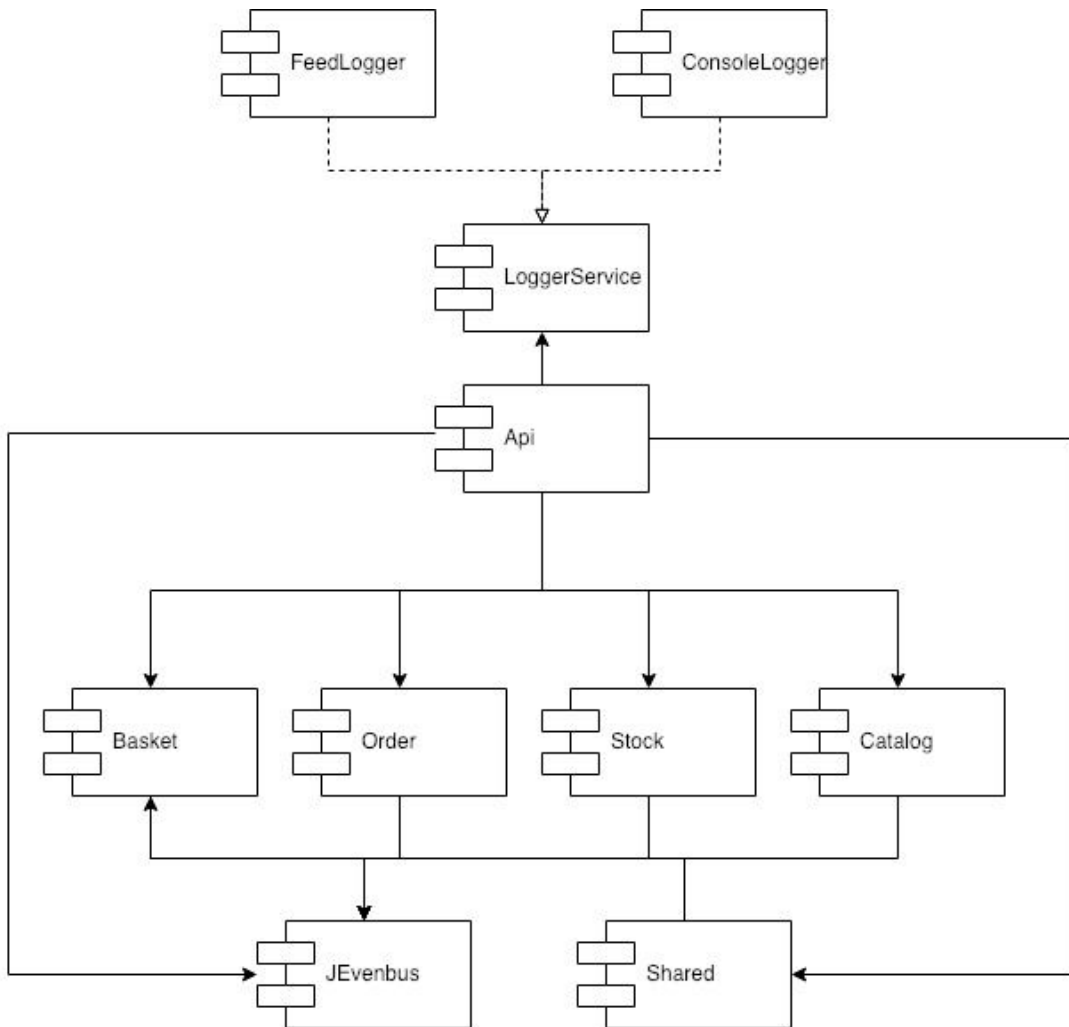 FeedLogger
ConsoleLogger
LoggerService
Api
Basket
Order
Stock
Catalog
JEvenbus
Shared